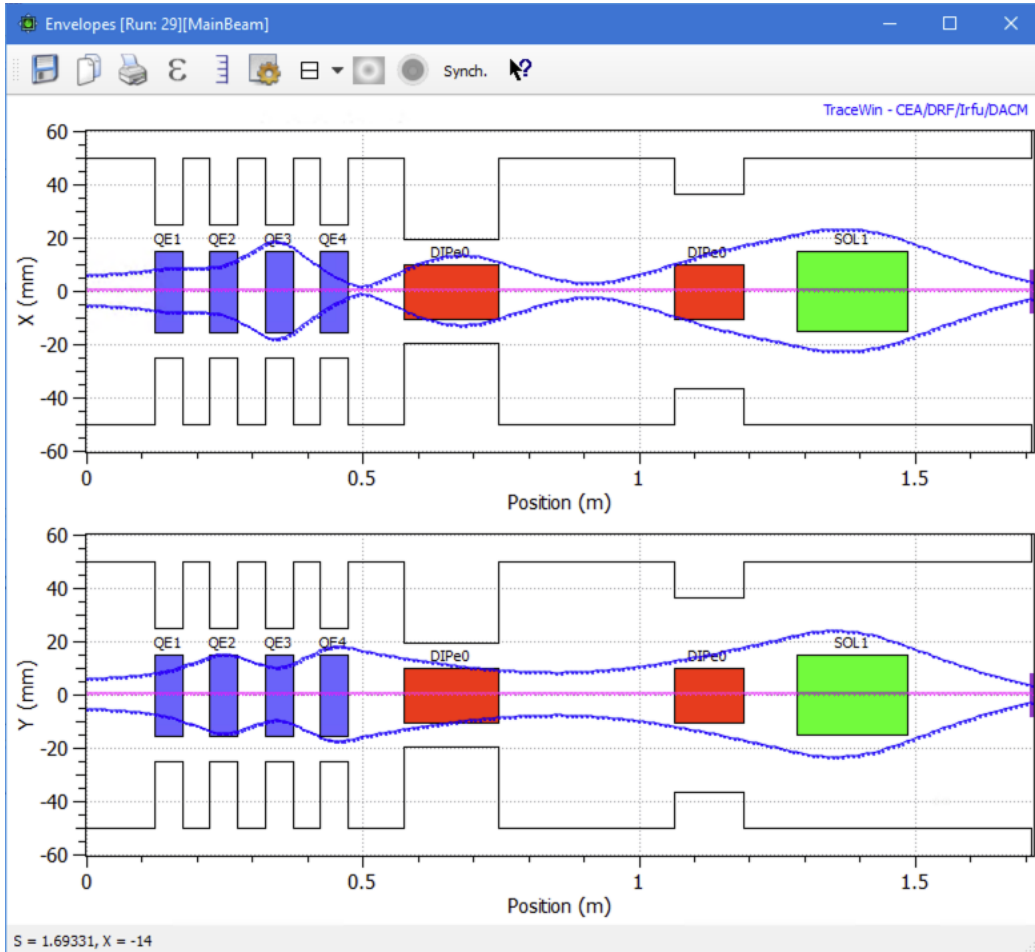 Envelopes [Run: 29][MainBeam]
ε Synch. ?
TraceWin - CEA/DRF/Irfu/DACM
60
40
20
0
-20
-40
-60
X (mm)
QE1 QE2 QE3 QE4 DIPe0 DIPe0 SOL1
0 0.5 1 1.5
Position (m)
60
40
20
0
-20
-40
-60
Y (mm)
QE1 QE2 QE3 QE4 DIPe0 DIPe0 SOL1
0 0.5 1 1.5
Position (m)
S = 1.69331, X = -14